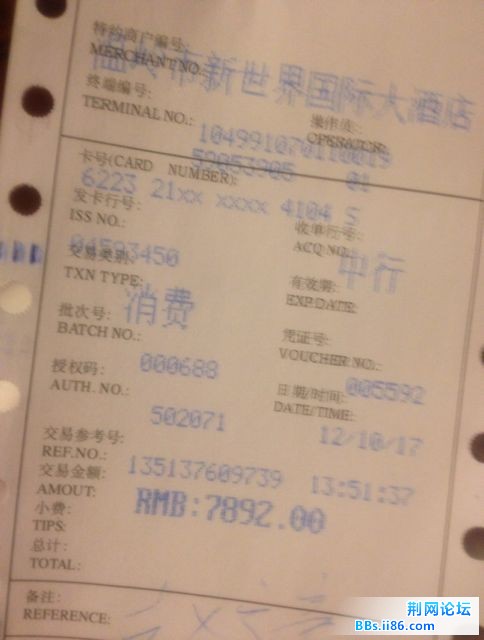 特约商户编号:
MERCHANT NO.:
温岭市新世界国际大酒店
终端编号:
TERMINAL NO.:
操作员:
OPERATOR:
104991070110019
52053905 01
卡号(CARD NUMBER):
6223 21xx xxxx 4104 S
发卡行号:
ISS NO.:
收单行号:
ACQ NO.:
04593450
中行
交易类别:
TXN TYPE:
有效期:
EXP DATE:
消费
批次号:
BATCH NO.:
凭证号:
VOUCHER NO.:
000688
005592
授权码:
AUTH. NO.:
日期/时间:
DATE/TIME:
502071
12/10/17
交易参考号:
REF.NO.:
135137609739 13:51:37
交易金额:
AMOUT:
RMB:7892.00
小费:
TIPS:
总计:
TOTAL:
备注:
REFERENCE:
荆网论坛
BBs.ii86.com